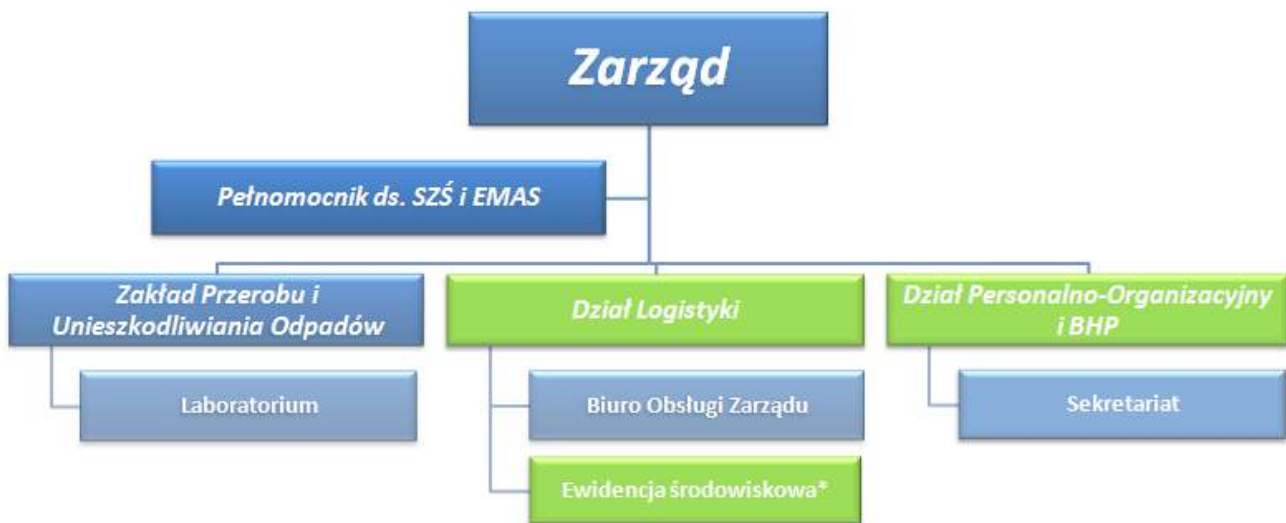 Zarząd
Pełnomocnik ds. SZŚ i EMAS
Zakład Przerobu i
Unieszkodliwiania Odpadów
Dział Logistyki
Dział Personalno-Organizacyjny
i BHP
Laboratorium
Biuro Obsługi Zarządu
Sekretariat
Ewidencja środowiskowa*